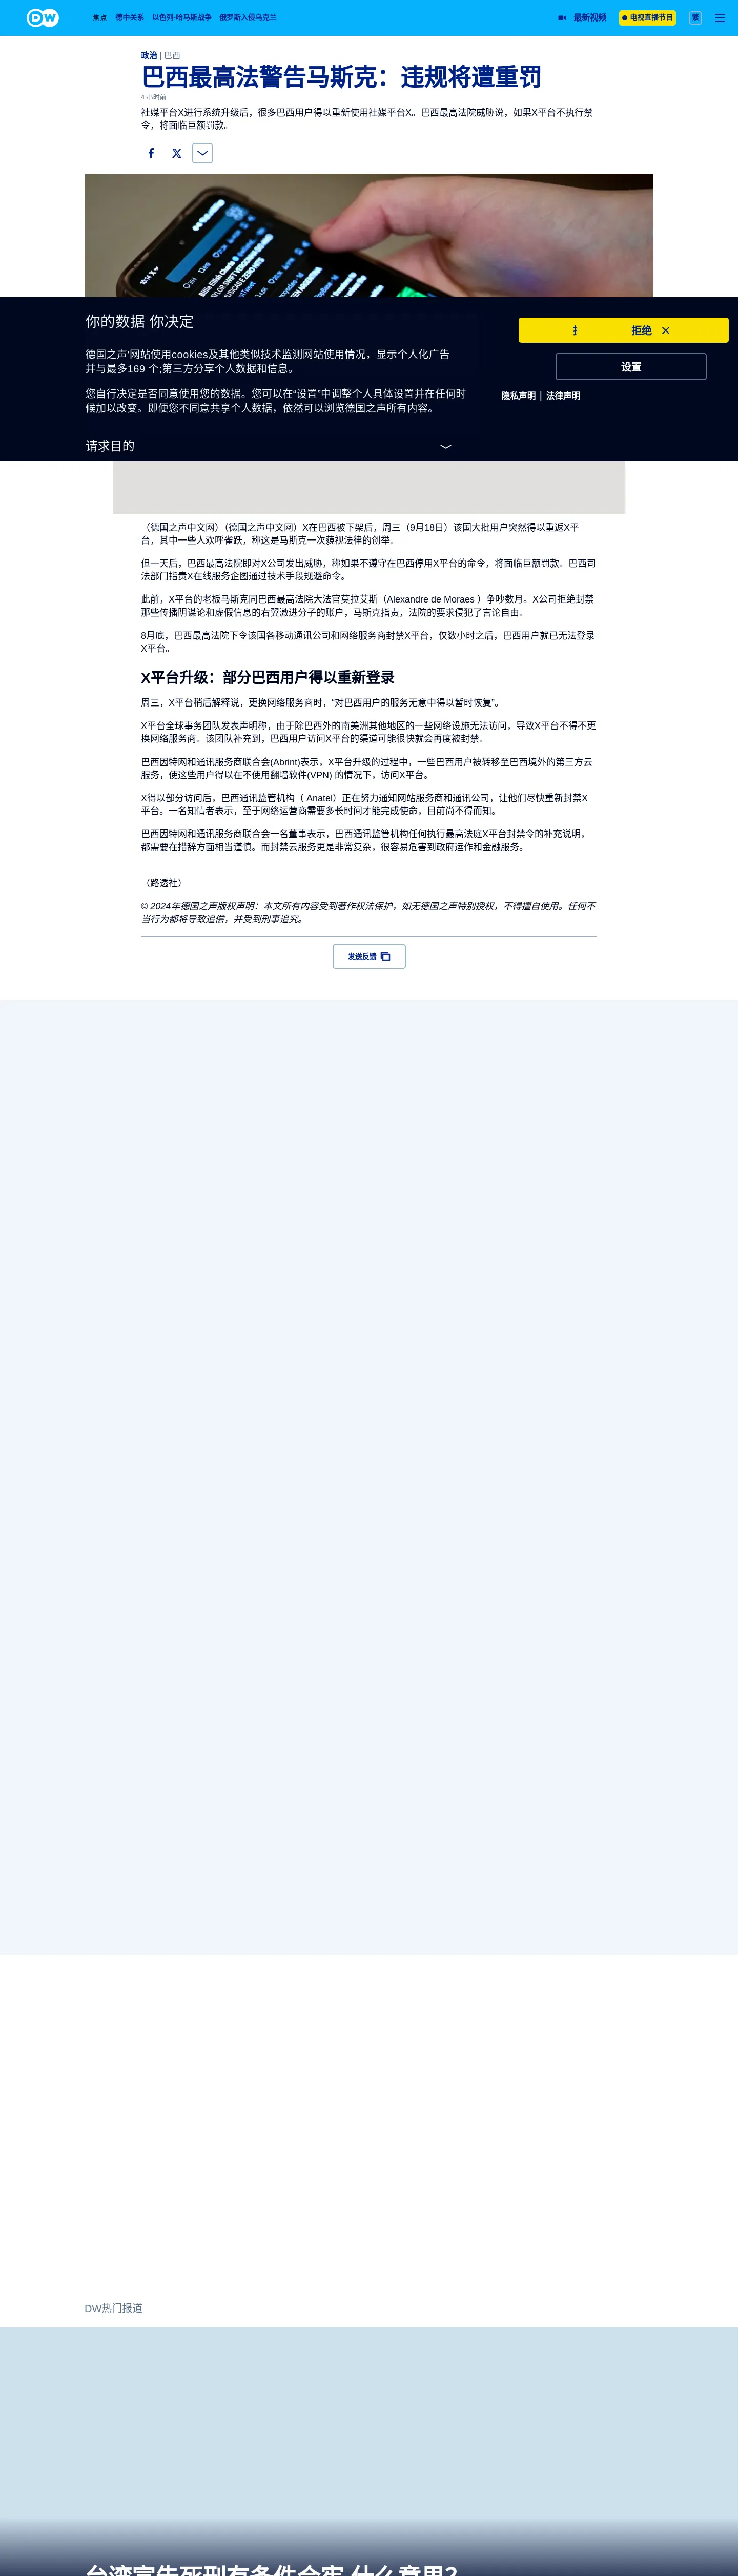 DW
焦点 德中关系 以色列-哈马斯战争 俄罗斯入侵乌克兰
最新视频
电视直播节目
繁
政治 | 巴西
巴西最高法警告马斯克：违规将遭重罚
4 小时前
社媒平台X进行系统升级后，很多巴西用户得以重新使用社媒平台X。巴西最高法院威胁说，如果X平台不执行禁
令，将面临巨额罚款。
你的数据 你决定
德国之声'网站使用cookies及其他类似技术监测网站使用情况，显示个人化广告
并与最多169 个;第三方分享个人数据和信息。
您自行决定是否同意使用您的数据。您可以在“设置”中调整个人具体设置并在任何时
候加以改变。即便您不同意共享个人数据，依然可以浏览德国之声所有内容。
请求目的
拒绝
设置
隐私声明 | 法律声明
（德国之声中文网）（德国之声中文网）X在巴西被下架后，周三（9月18日）该国大批用户突然得以重返X平
台，其中一些人欢呼雀跃，称这是马斯克一次藐视法律的创举。
但一天后，巴西最高法院即对X公司发出威胁，称如果不遵守在巴西停用X平台的命令，将面临巨额罚款。巴西司
法部门指责X在线服务企图通过技术手段规避命令。
此前，X平台的老板马斯克同巴西最高法院大法官莫拉艾斯（Alexandre de Moraes ）争吵数月。X公司拒绝封禁
那些传播阴谋论和虚假信息的右翼激进分子的账户，马斯克指责，法院的要求侵犯了言论自由。
8月底，巴西最高法院下令该国各移动通讯公司和网络服务商封禁X平台，仅数小时之后，巴西用户就已无法登录
X平台。
X平台升级：部分巴西用户得以重新登录
周三，X平台稍后解释说，更换网络服务商时，“对巴西用户的服务无意中得以暂时恢复”。
X平台全球事务团队发表声明称，由于除巴西外的南美洲其他地区的一些网络设施无法访问，导致X平台不得不更
换网络服务商。该团队补充到，巴西用户访问X平台的渠道可能很快就会再度被封禁。
巴西因特网和通讯服务商联合会(Abrint)表示，X平台升级的过程中，一些巴西用户被转移至巴西境外的第三方云
服务，使这些用户得以在不使用翻墙软件(VPN) 的情况下，访问X平台。
X得以部分访问后，巴西通讯监管机构（ Anatel）正在努力通知网站服务商和通讯公司，让他们尽快重新封禁X
平台。一名知情者表示，至于网络运营商需要多长时间才能完成使命，目前尚不得而知。
巴西因特网和通讯服务商联合会一名董事表示，巴西通讯监管机构任何执行最高法庭X平台封禁令的补充说明，
都需要在措辞方面相当谨慎。而封禁云服务更是非常复杂，很容易危害到政府运作和金融服务。
（路透社）
© 2024年德国之声版权声明：本文所有内容受到著作权法保护，如无德国之声特别授权，不得擅自使用。任何不
当行为都将导致追偿，并受到刑事追究。
发送反馈
DW热门报道
台湾宣告死刑有条件合宪 什么意思？